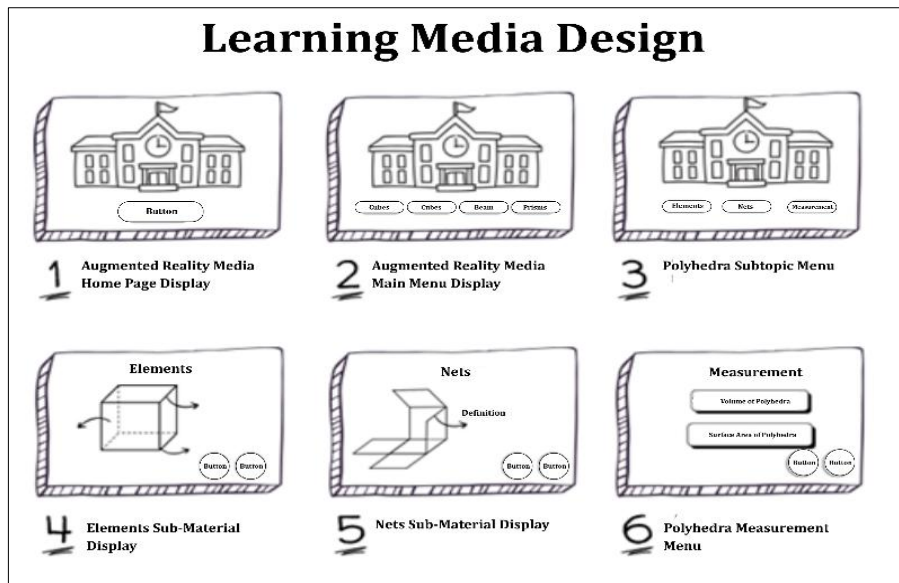 Learning Media Design
Button
Cubes Cubes Beam Prisms
Elements Nets Measurement
1 Augmented Reality Media
Home Page Display
2 Augmented Reality Media
Main Menu Display
3 Polyhedra Subtopic Menu
Elements
Button Button
Nets
Definition
Button Button
Measurement
Volume of Polyhedra
Surface Area of Polyhedra
Button Button
4 Elements Sub-Material
Display
5 Nets Sub-Material Display
6 Polyhedra Measurement
Menu